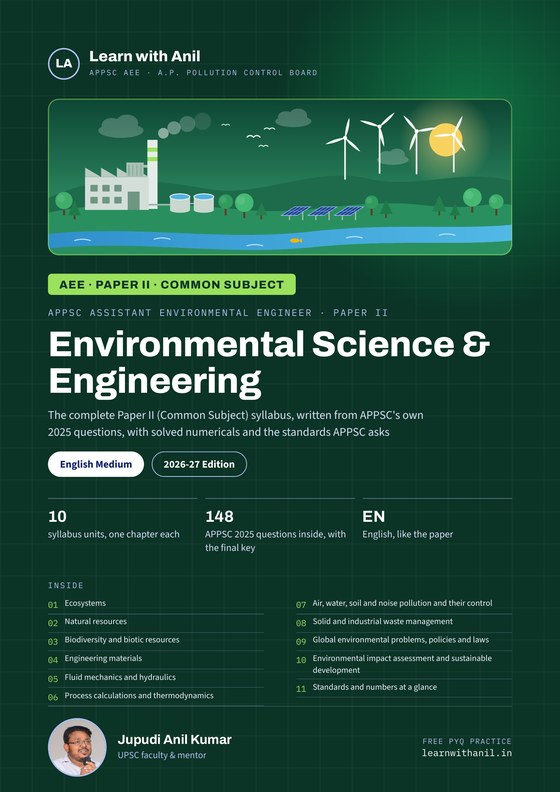 LA
Learn with Anil
APPSC AEE · A.P. POLLUTION CONTROL BOARD
AEE · PAPER II · COMMON SUBJECT
APPSC ASSISTANT ENVIRONMENTAL ENGINEER · PAPER II
Environmental Science &
Engineering
The complete Paper II (Common Subject) syllabus, written from APPSC's own
2025 questions, with solved numericals and the standards APPSC asks
English Medium
2026-27 Edition
10
syllabus units, one chapter each
148
APPSC 2025 questions inside, with
the final key
EN
English, like the paper
INSIDE
01 Ecosystems
02 Natural resources
03 Biodiversity and biotic resources
04 Engineering materials
05 Fluid mechanics and hydraulics
06 Process calculations and thermodynamics
07 Air, water, soil and noise pollution and their control
08 Solid and industrial waste management
09 Global environmental problems, policies and laws
10 Environmental impact assessment and sustainable
development
11 Standards and numbers at a glance
Jupudi Anil Kumar
UPSC faculty & mentor
FREE PYQ PRACTICE
learnwithanil.in